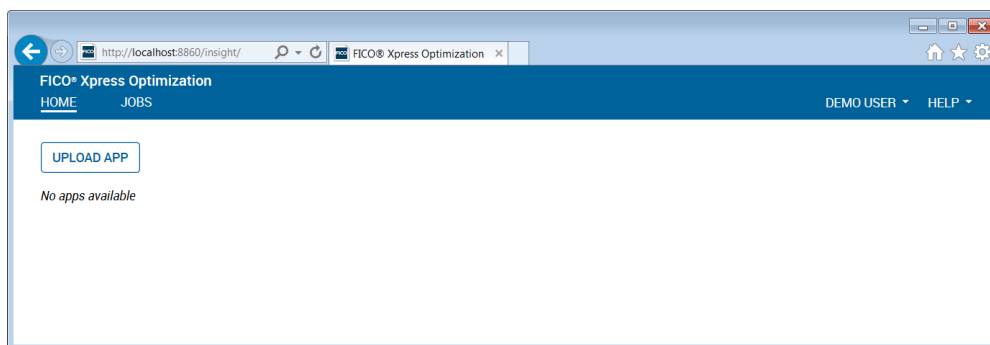 http://localhost:8860/insight/
FICO® Xpress Optimization
FICO® Xpress Optimization
HOME JOBS
DEMO USER HELP
UPLOAD APP
No apps available